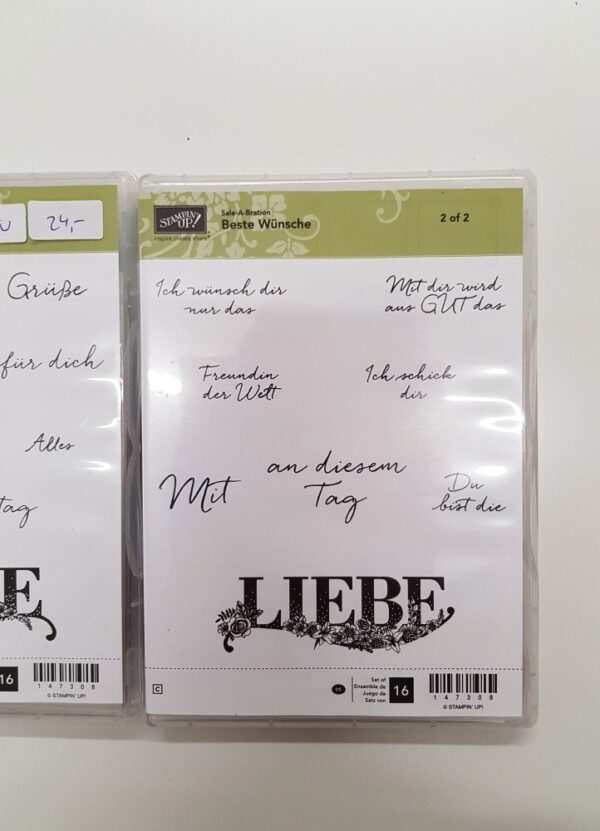 24,-
Grüße
für dich
Alles
Tag
E
16
147308
© STAMPIN' UP!
STAMPIN' UP!
inspire. create. share.
Sale-A-Bration
Beste Wünsche
2 of 2
Ich wünsch dir
nur das
Mit dir wird
aus GUT das
Freundin
der Welt
Ich schick
dir
Mit
an diesem
Tag
Du
bist die
LIEBE
C
DE
Set of
Ensemble de
Juego de
Satz von
16
147308
© STAMPIN' UP!